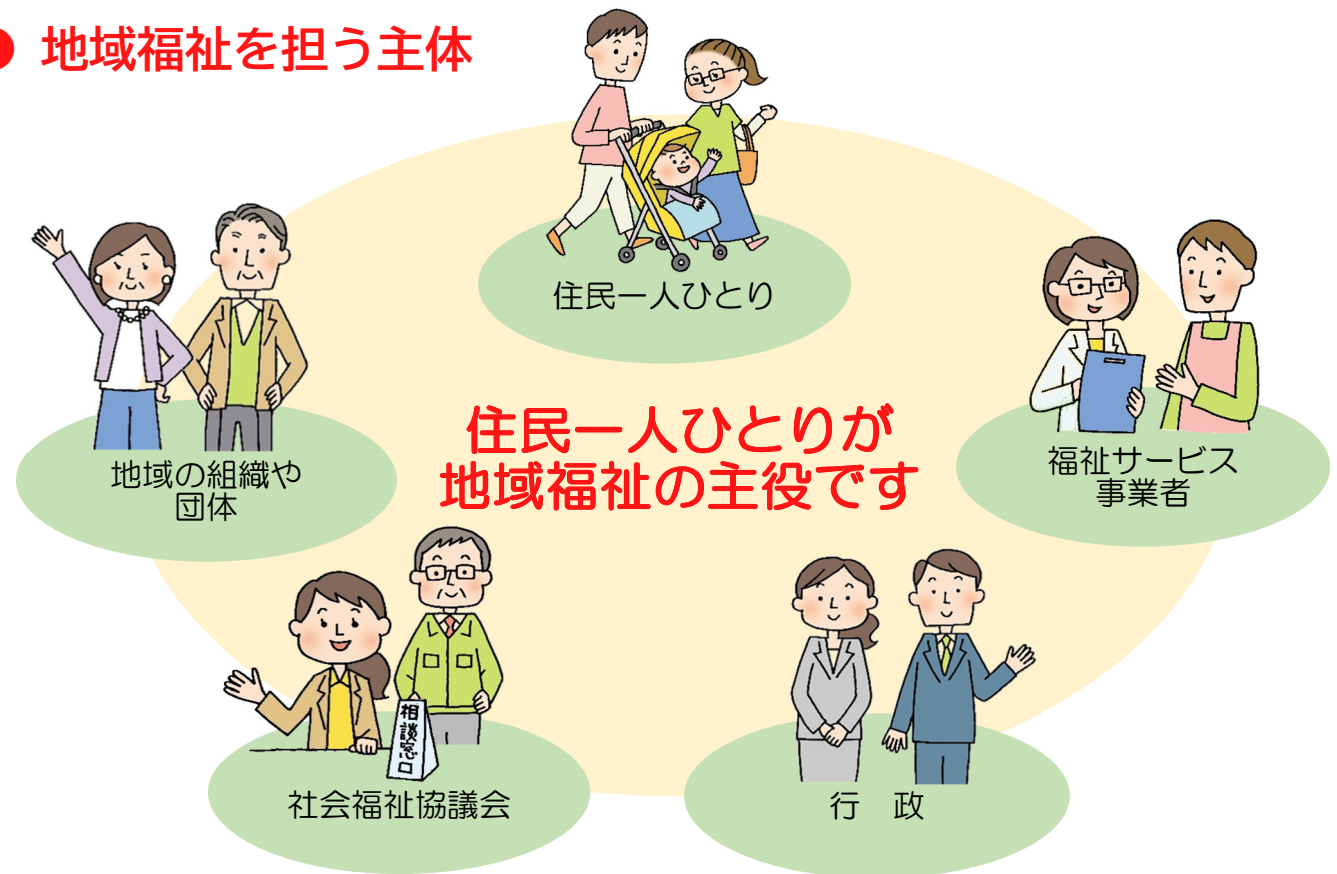 ● 地域福祉を担う主体
住民一人ひとり
地域の組織や
団体
住民一人ひとりが
地域福祉の主役です
福祉サービス
事業者
相談窓口
社会福祉協議会
行　政